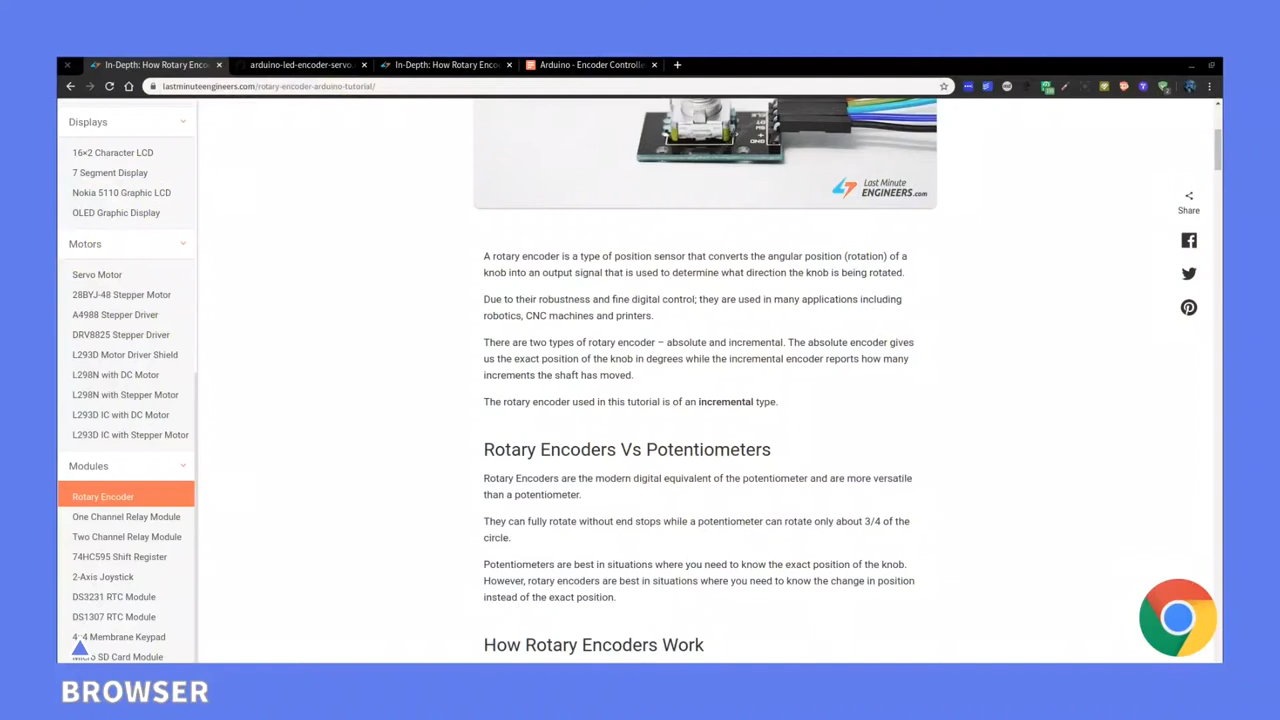 In-Depth: How Rotary Enco
arduino-led-encoder-servo.
In-Depth: How Rotary Enco
Arduino - Encoder Controlle
lastminuteengineers.com/rotary-encoder-arduino-tutorial/
Displays
16×2 Character LCD
7 Segment Display
Nokia 5110 Graphic LCD
OLED Graphic Display
Motors
Servo Motor
28BYJ-48 Stepper Motor
A4988 Stepper Driver
DRV8825 Stepper Driver
L293D Motor Driver Shield
L298N with DC Motor
L298N with Stepper Motor
L293D IC with DC Motor
L293D IC with Stepper Motor
Modules
Rotary Encoder
One Channel Relay Module
Two Channel Relay Module
74HC595 Shift Register
2-Axis Joystick
DS3231 RTC Module
DS1307 RTC Module
4×4 Membrane Keypad
Micro SD Card Module
GND
Last Minute
ENGINEERS.com
A rotary encoder is a type of position sensor that converts the angular position (rotation) of a
knob into an output signal that is used to determine what direction the knob is being rotated.
Due to their robustness and fine digital control; they are used in many applications including
robotics, CNC machines and printers.
There are two types of rotary encoder – absolute and incremental. The absolute encoder gives
us the exact position of the knob in degrees while the incremental encoder reports how many
increments the shaft has moved.
The rotary encoder used in this tutorial is of an incremental type.
Rotary Encoders Vs Potentiometers
Rotary Encoders are the modern digital equivalent of the potentiometer and are more versatile
than a potentiometer.
They can fully rotate without end stops while a potentiometer can rotate only about 3/4 of the
circle.
Potentiometers are best in situations where you need to know the exact position of the knob.
However, rotary encoders are best in situations where you need to know the change in position
instead of the exact position.
How Rotary Encoders Work
Share
BROWSER